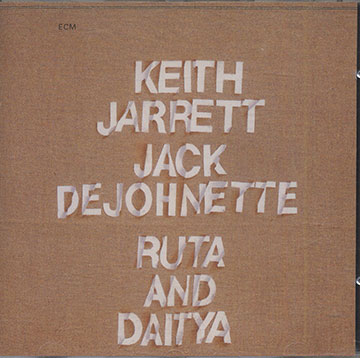 ECM
KEITH
JARRETT
JACK
DEJOHNETTE
RUTA
AND
DAITYA